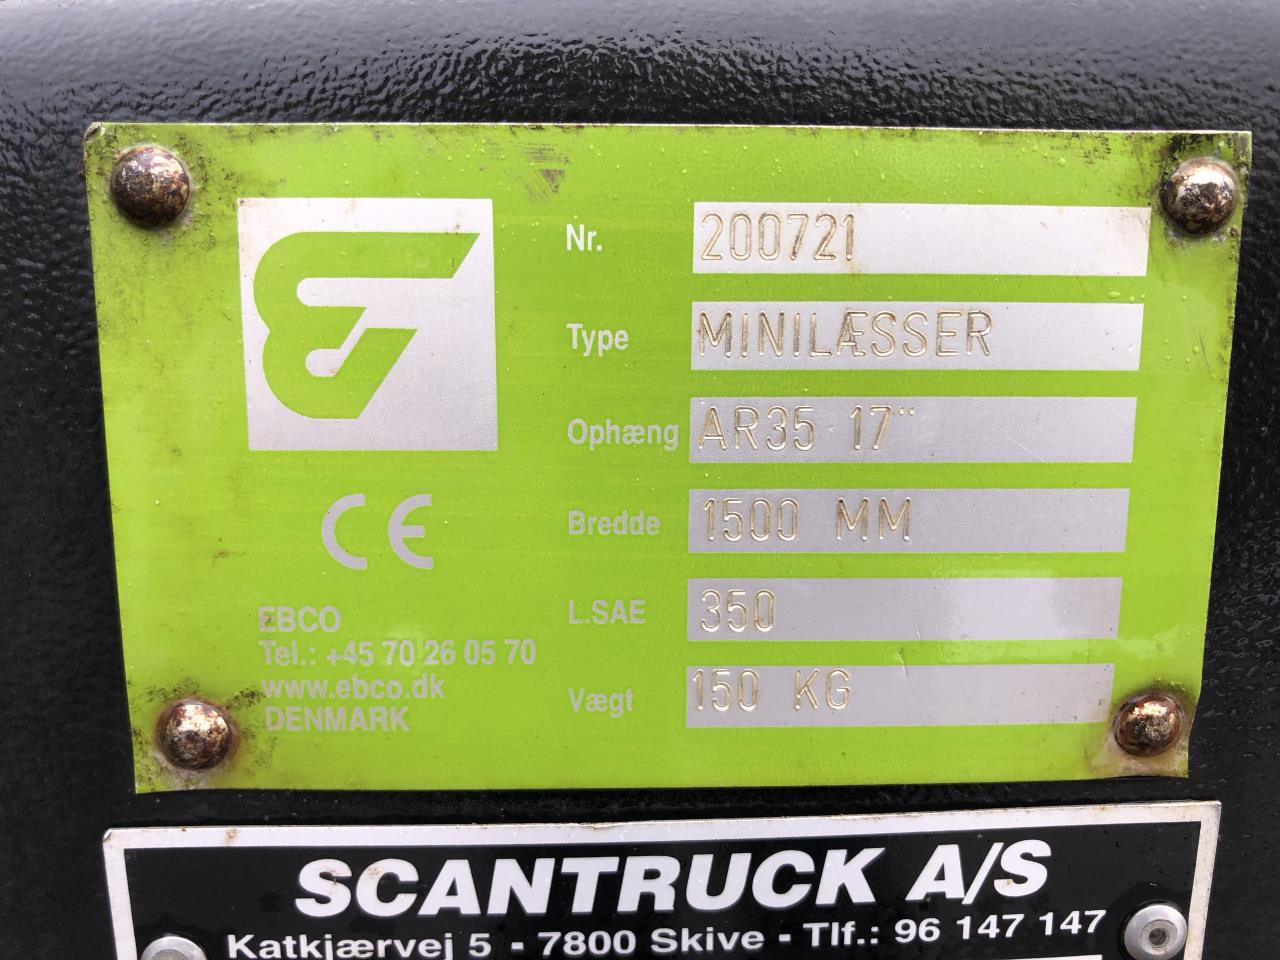 Nr. 200721
Type MINILÆSSER
Ophæng AR35 17"
Bredde 1500 MM
L.SAE 350
Vægt 150 KG
CE
EBCO
Tel.: +45 70 26 05 70
www.ebco.dk
DENMARK
SCANTRUCK A/S
Katkjærvej 5 - 7800 Skive - Tlf.: 96 147 147